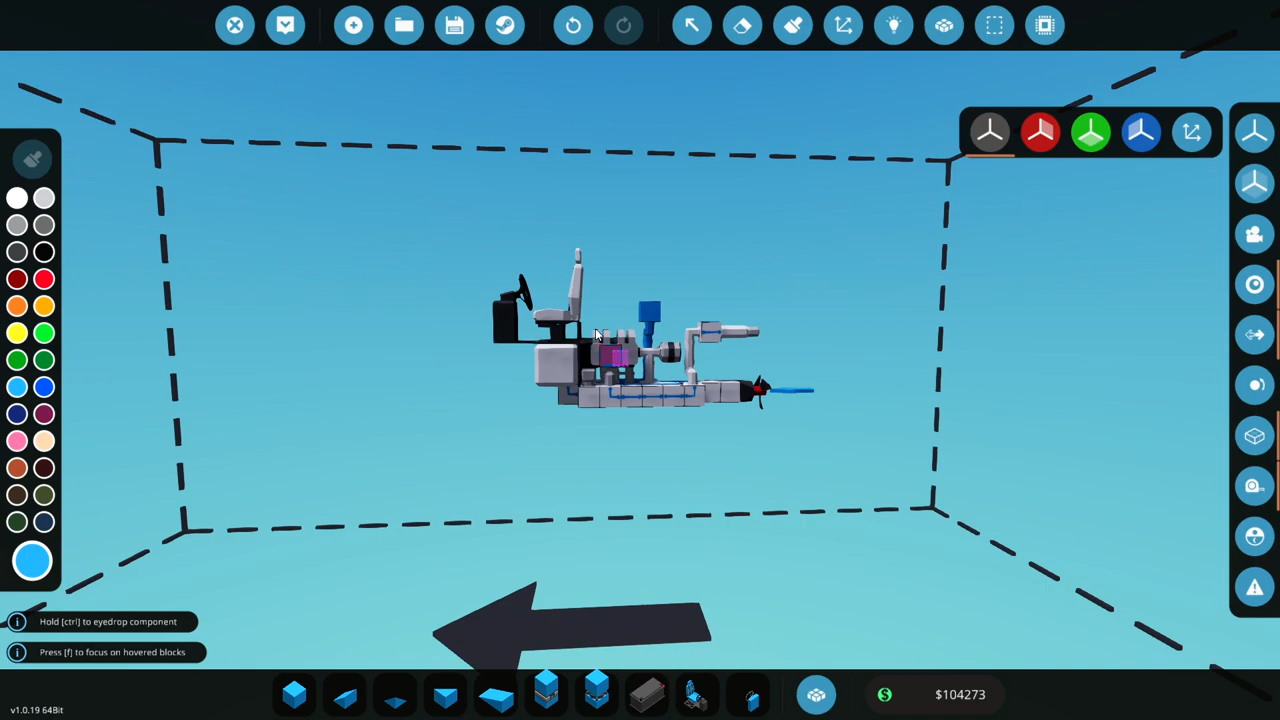 Hold [ctrl] to eyedrop component
Press [f] to focus on hovered blocks
$104273
v1.0.19 64Bit